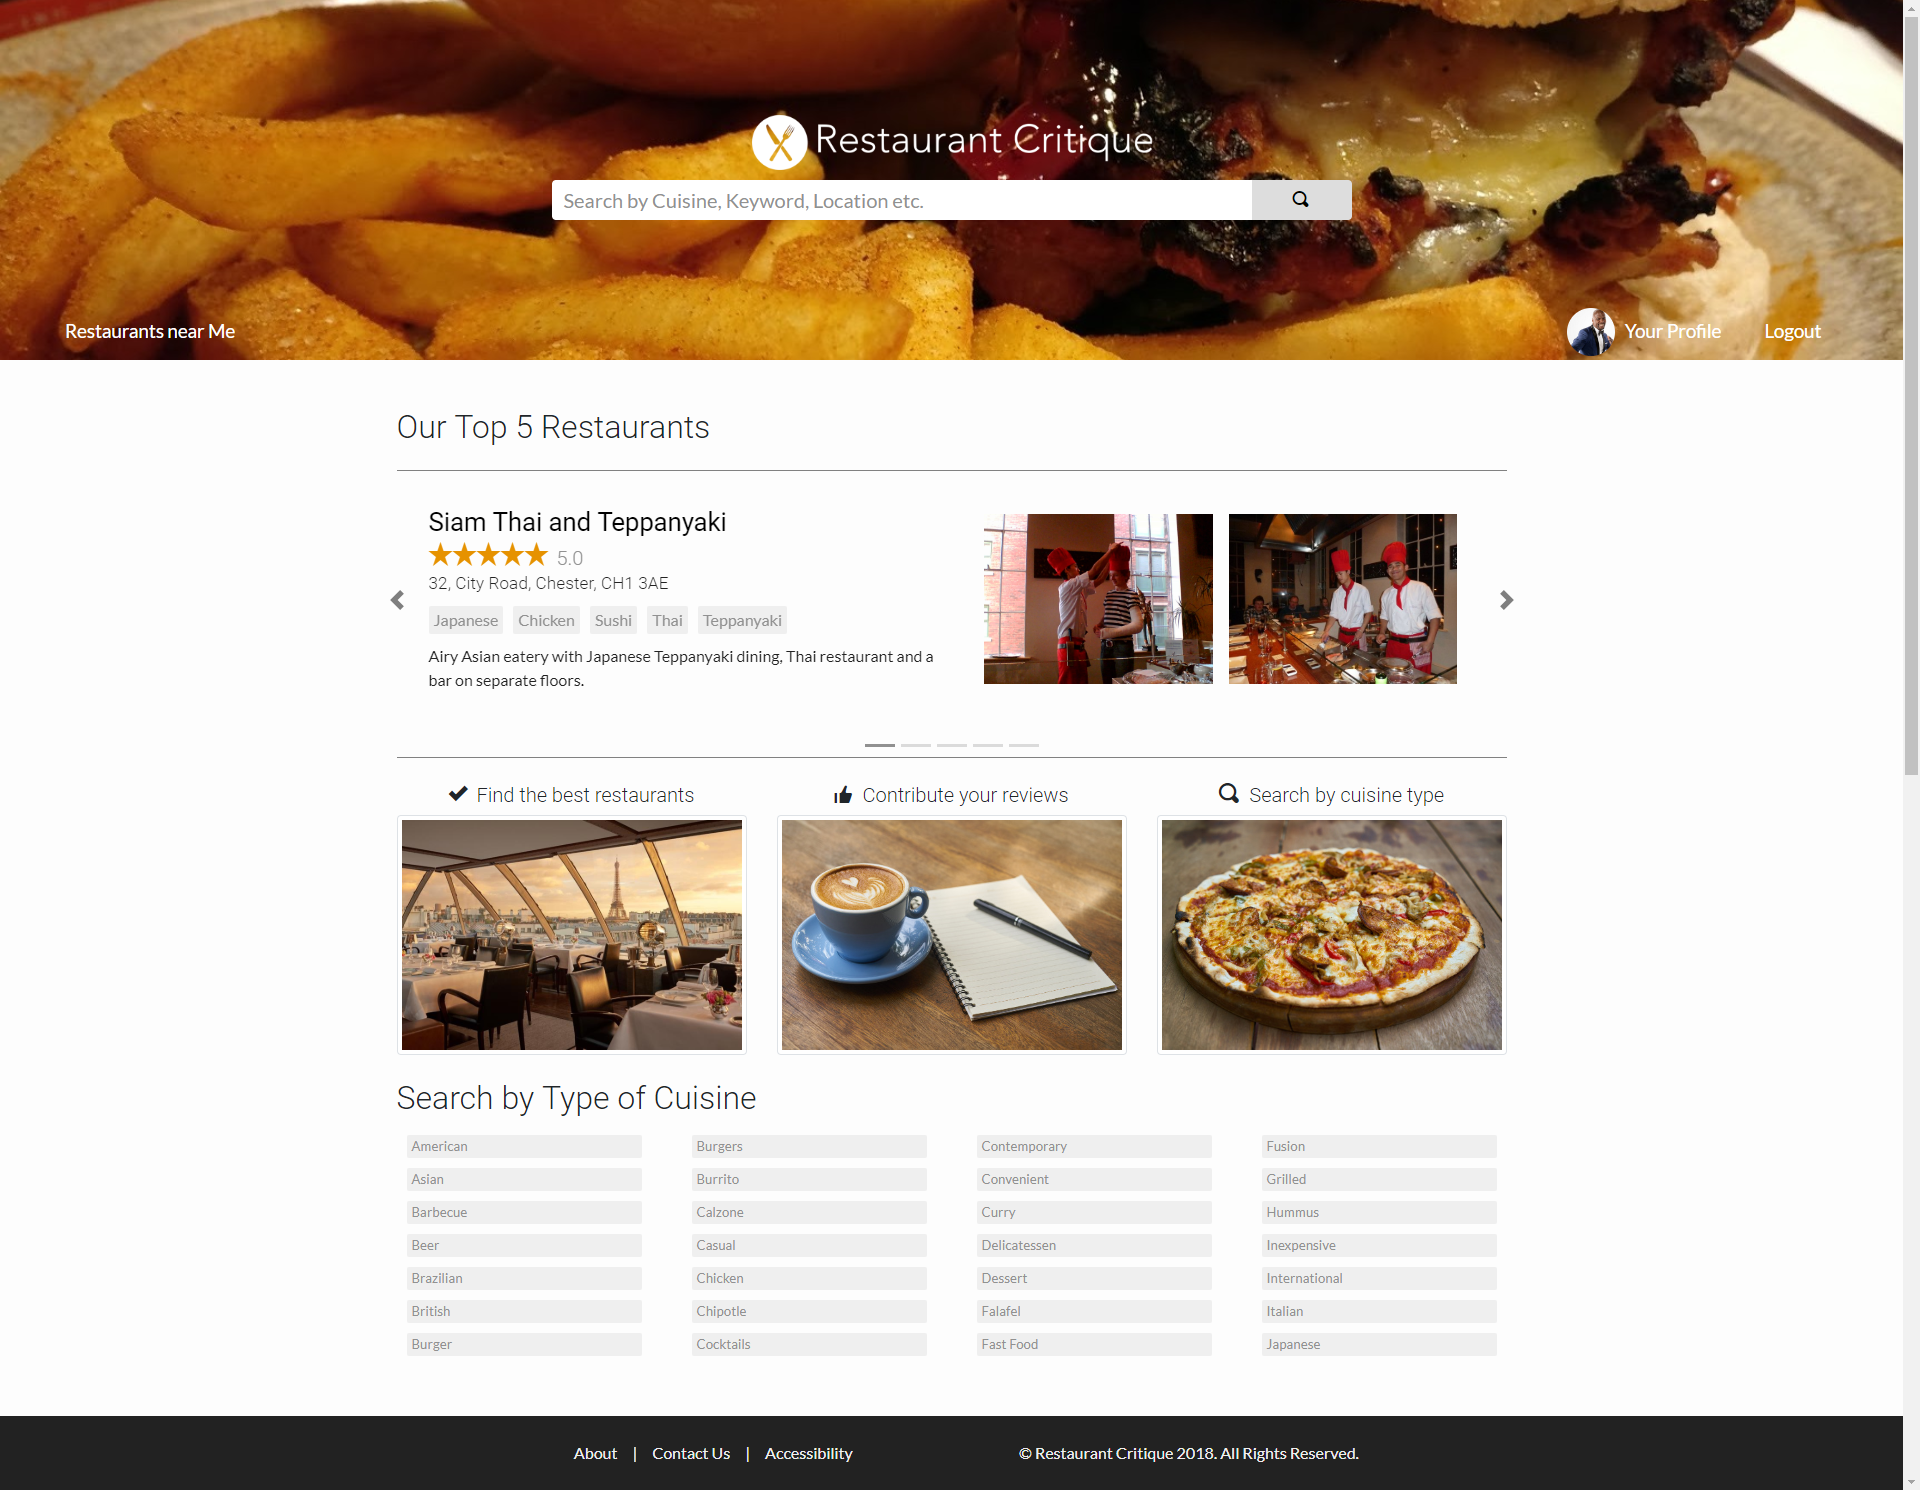 Restaurant Critique
Search by Cuisine, Keyword, Location etc.
Restaurants near Me
Your Profile
Logout
Our Top 5 Restaurants
Siam Thai and Teppanyaki
5.0
32, City Road, Chester, CH1 3AE
Japanese Chicken Sushi Thai Teppanyaki
Airy Asian eatery with Japanese Teppanyaki dining, Thai restaurant and a
bar on separate floors.
Find the best restaurants
Contribute your reviews
Search by cuisine type
Search by Type of Cuisine
American
Asian
Barbecue
Beer
Brazilian
British
Burger
Burgers
Burrito
Calzone
Casual
Chicken
Chipotle
Cocktails
Contemporary
Convenient
Curry
Delicatessen
Dessert
Falafel
Fast Food
Fusion
Grilled
Hummus
Inexpensive
International
Italian
Japanese
About | Contact Us | Accessibility
© Restaurant Critique 2018. All Rights Reserved.